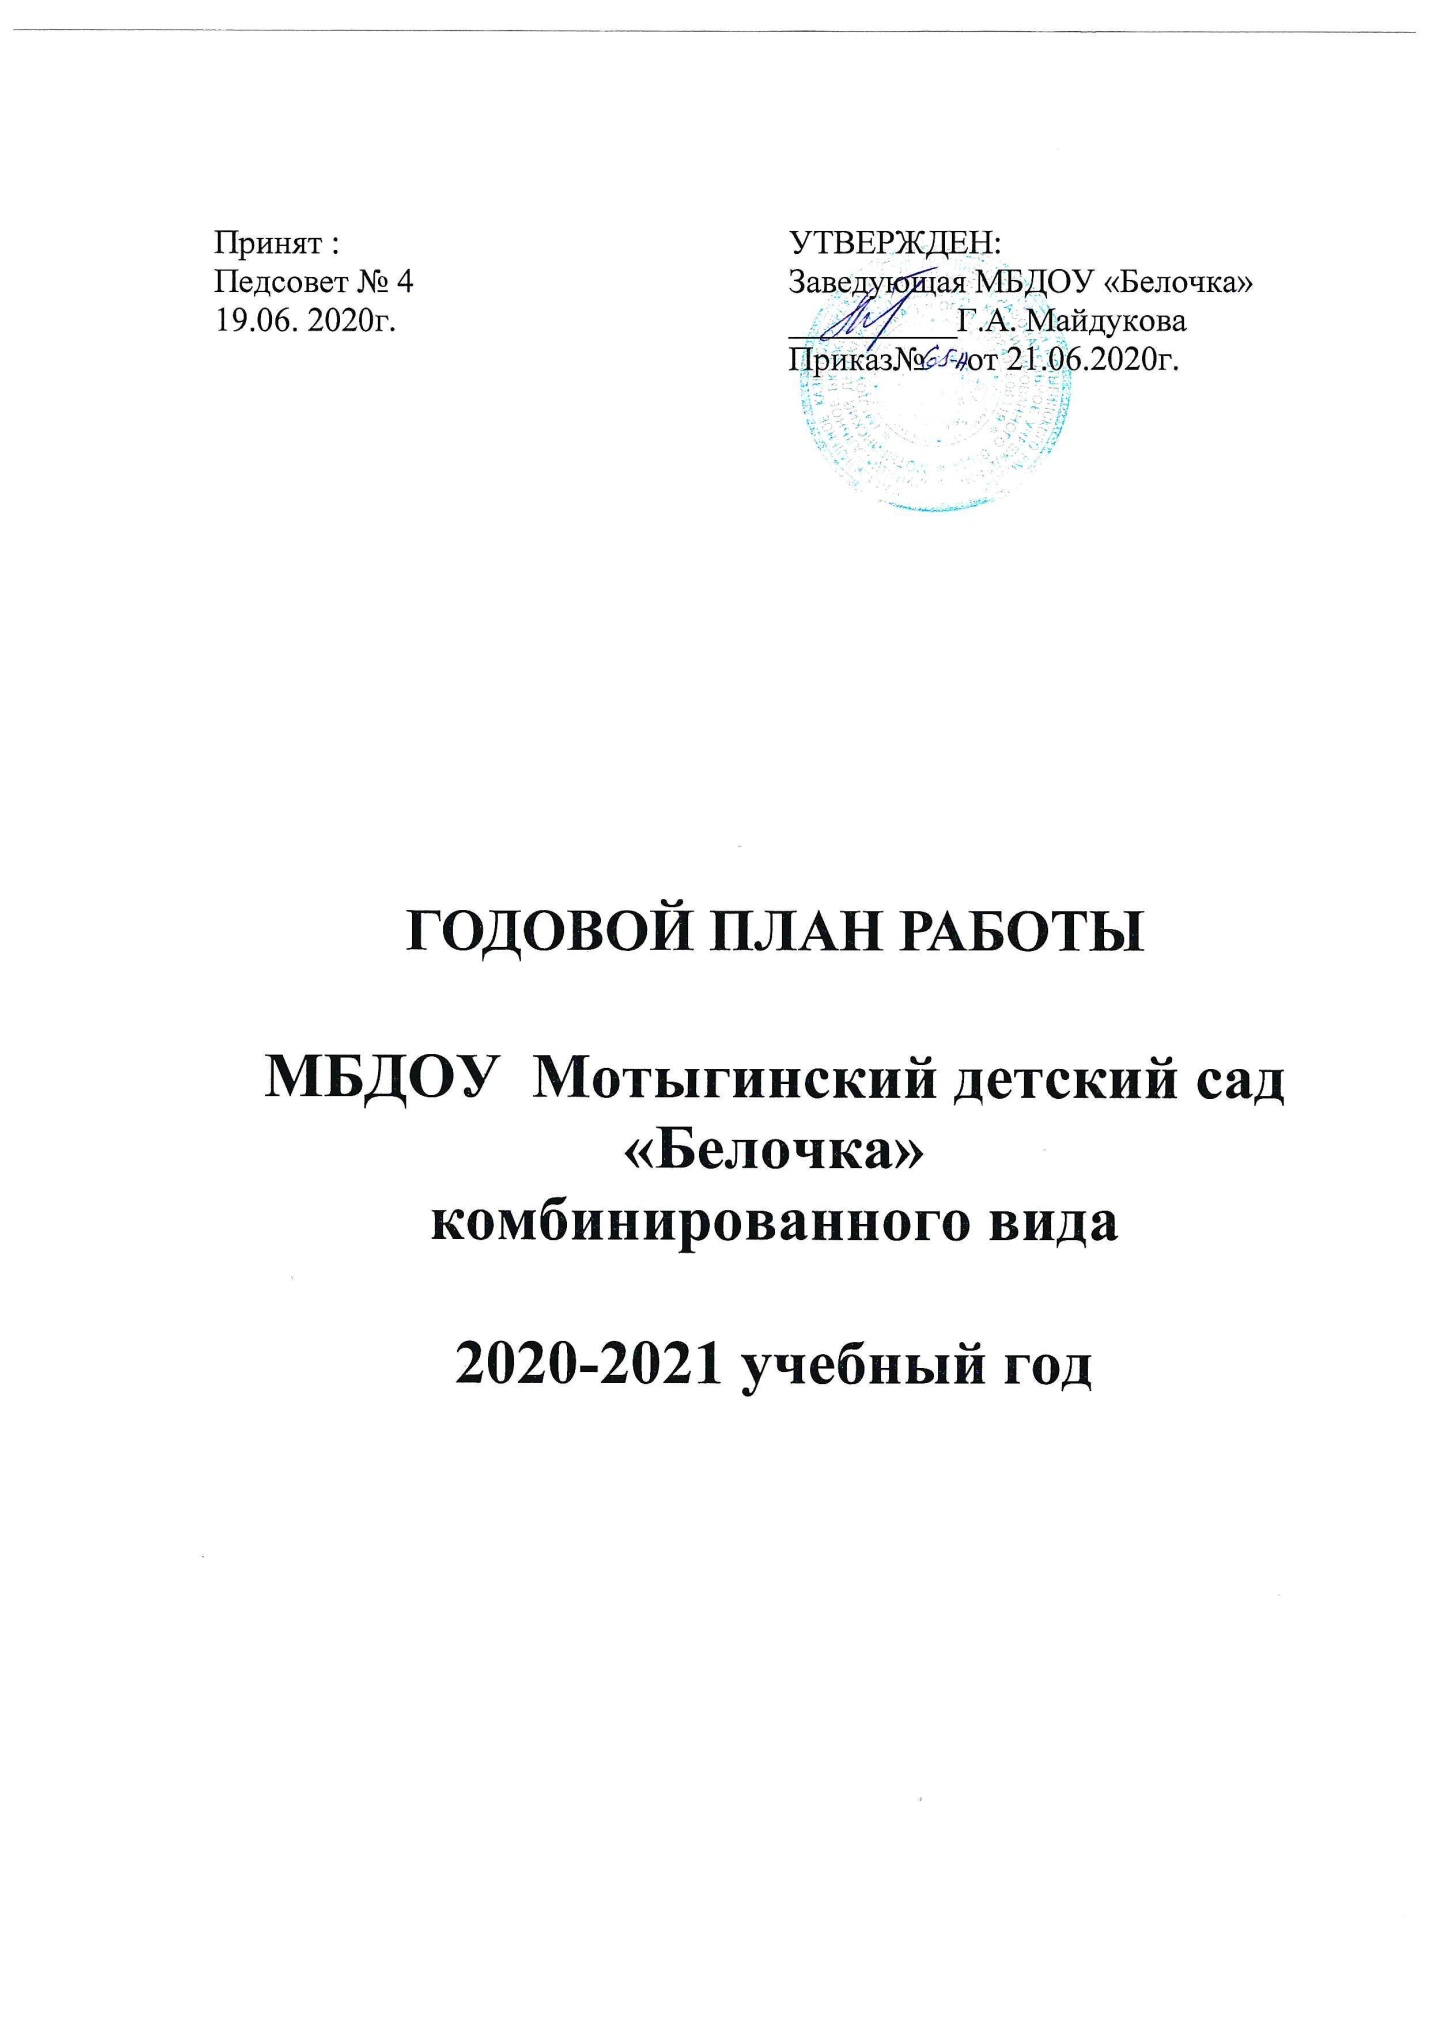 Принят :
Педсовет № 4
19.06. 2020г.
УТВЕРЖДЕН:
Заведующая МБДОУ «Белочка»
__________Г.А. Майдукова
Приказ№ от 21.06.2020г.
ГОДОВОЙ ПЛАН РАБОТЫ
МБДОУ Мотыгинский детский сад
«Белочка»
комбинированного вида
2020-2021 учебный год